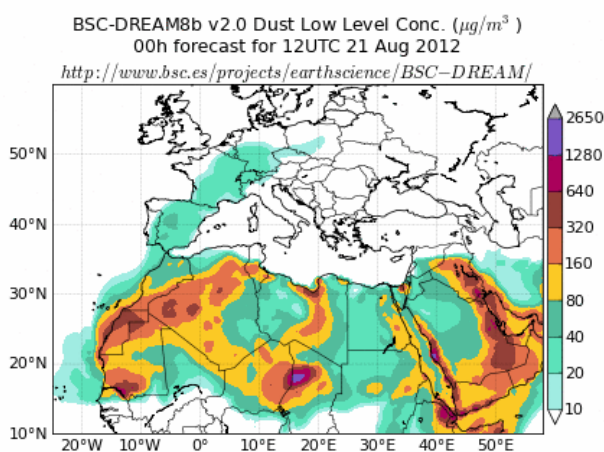 BSC-DREAM8b v2.0 Dust Low Level Conc. (μg/m³ )
00h forecast for 12UTC 21 Aug 2012
http://www.bsc.es/projects/earthscience/BSC−DREAM/
2650
1280
640
320
160
80
40
20
10
50°N
40°N
30°N
20°N
10°N
20°W 10°W 0° 10°E 20°E 30°E 40°E 50°E